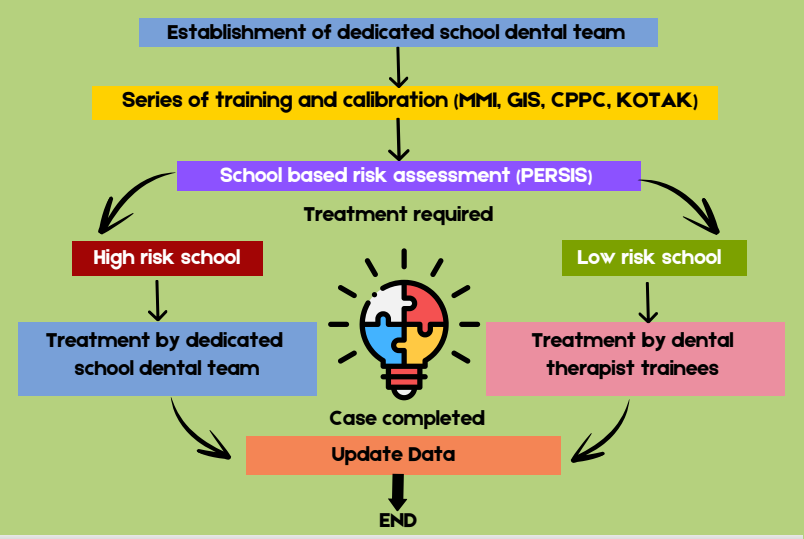 Establishment of dedicated school dental team
Series of training and calibration (MMI, GIS, CPPC, KOTAK)
School based risk assessment (PERSIS)
Treatment required
High risk school
Low risk school
Treatment by dedicated
school dental team
Treatment by dental
therapist trainees
Case completed
Update Data
END